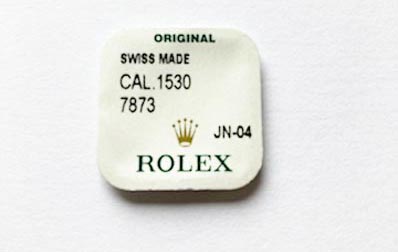 ORIGINAL
SWISS MADE
CAL.1530
7873
JN-04
ROLEX